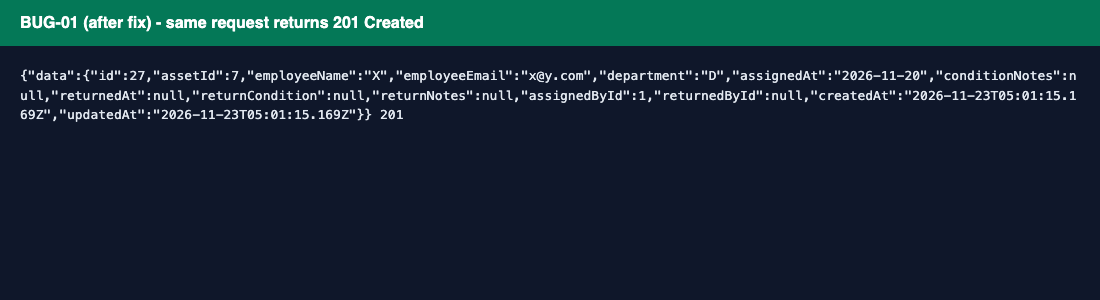 BUG-01 (after fix) - same request returns 201 Created
{"data":{"id":27,"assetId":7,"employeeName":"X","employeeEmail":"x@y.com","department":"D","assignedAt":"2026-11-20","conditionNotes":n
ull,"returnedAt":null,"returnCondition":null,"returnNotes":null,"assignedById":1,"returnedById":null,"createdAt":"2026-11-23T05:01:15.1
69Z","updatedAt":"2026-11-23T05:01:15.169Z"}} 201